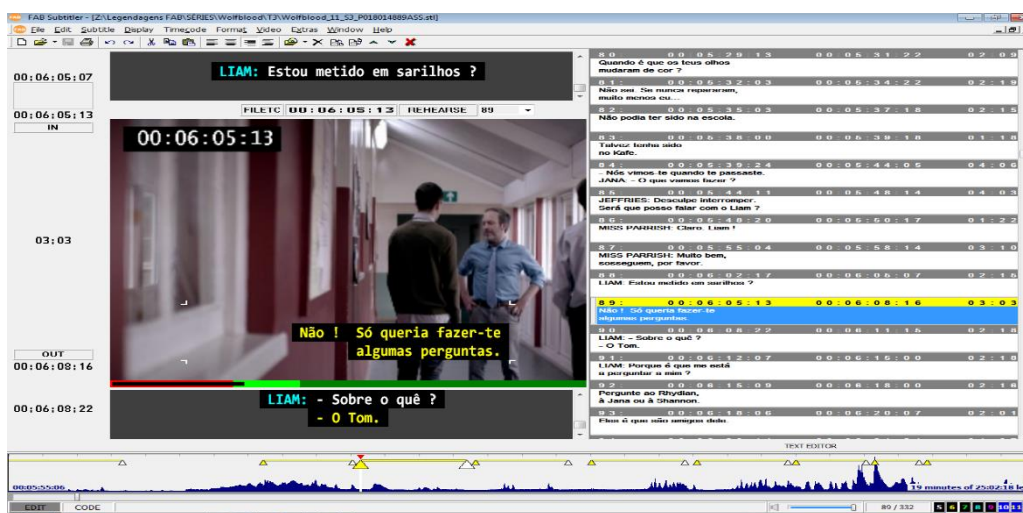 FAB Subtitler - [Z:\Legendagens FAB\SÉRIES\Wolfblood\T3\Wolfblood_11_S3_P018014889ASS.stl]
File Edit Subtitle Display Timecode Format Video Extras Window Help
00:06:05:07
LIAM: Estou metido em sarilhos ?
00:06:05:13
IN
FILETC 00:06:05:13 REHEARSE 89
00:06:05:13
03:03
Não ! Só queria fazer-te
algumas perguntas.
OUT
00:06:08:16
00:06:08:22
LIAM: - Sobre o quê ?
- O Tom.
80: 00:05:29:13 00:05:31:22 02:09
Quando é que os teus olhos
mudaram de cor ?
81: 00:05:32:03 00:05:34:22 02:19
Não sei. Se nunca repararam,
muito menos eu...
82: 00:05:35:03 00:05:37:18 02:15
Não podia ter sido na escola.
83: 00:05:38:00 00:05:39:18 01:18
Talvez tenha sido
no Kafe.
84: 00:05:39:24 00:05:44:05 04:06
- Nós vimos-te quando te passaste.
JANA: - O que vamos fazer ?
85: 00:05:44:11 00:05:48:14 04:03
JEFFRIES: Desculpe interromper.
Será que posso falar com o Liam ?
86: 00:05:48:20 00:05:50:17 01:22
MISS PARRISH: Claro. Liam !
87: 00:05:55:04 00:05:58:14 03:10
MISS PARRISH: Muito bem,
sosseguem, por favor.
88: 00:06:02:17 00:06:05:07 02:15
LIAM: Estou metido em sarilhos ?
89: 00:06:05:13 00:06:08:16 03:03
Não ! Só queria fazer-te
algumas perguntas.
90: 00:06:08:22 00:06:11:15 02:18
LIAM: - Sobre o quê ?
- O Tom.
91: 00:06:12:07 00:06:15:00 02:18
LIAM: Porque é que me está
a perguntar a mim ?
92: 00:06:15:09 00:06:18:00 02:16
Pergunte ao Rhydian,
à Jana ou à Shannon.
93: 00:06:18:06 00:06:20:07 02:01
Eles é que são amigos dele.
TEXT EDITOR
00:05:55:06
19 minutes of 25:02:18 le
EDIT CODE
89 / 332
5 6 7 8 9 10 11